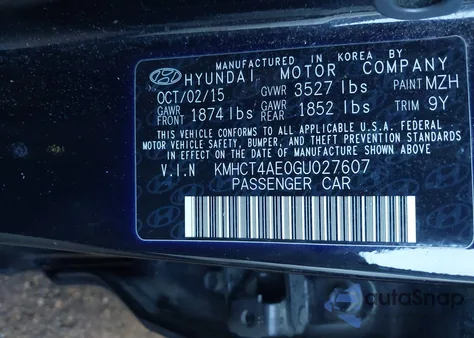 MANUFACTURED IN KOREA BY
HYUNDAI MOTOR COMPANY
OCT/02/15 GVWR 3527 lbs PAINT MZH
GAWR FRONT 1874 lbs GAWR REAR 1852 lbs TRIM 9Y
THIS VEHICLE CONFORMS TO ALL APPLICABLE U.S.A. FEDERAL
MOTOR VEHICLE SAFETY, BUMPER, AND THEFT PREVENTION STANDARDS
IN EFFECT ON THE DATE OF MANUFACTURE SHOWN ABOVE
V.I.N KMHCT4AE0GU027607
PASSENGER CAR
autoSnap